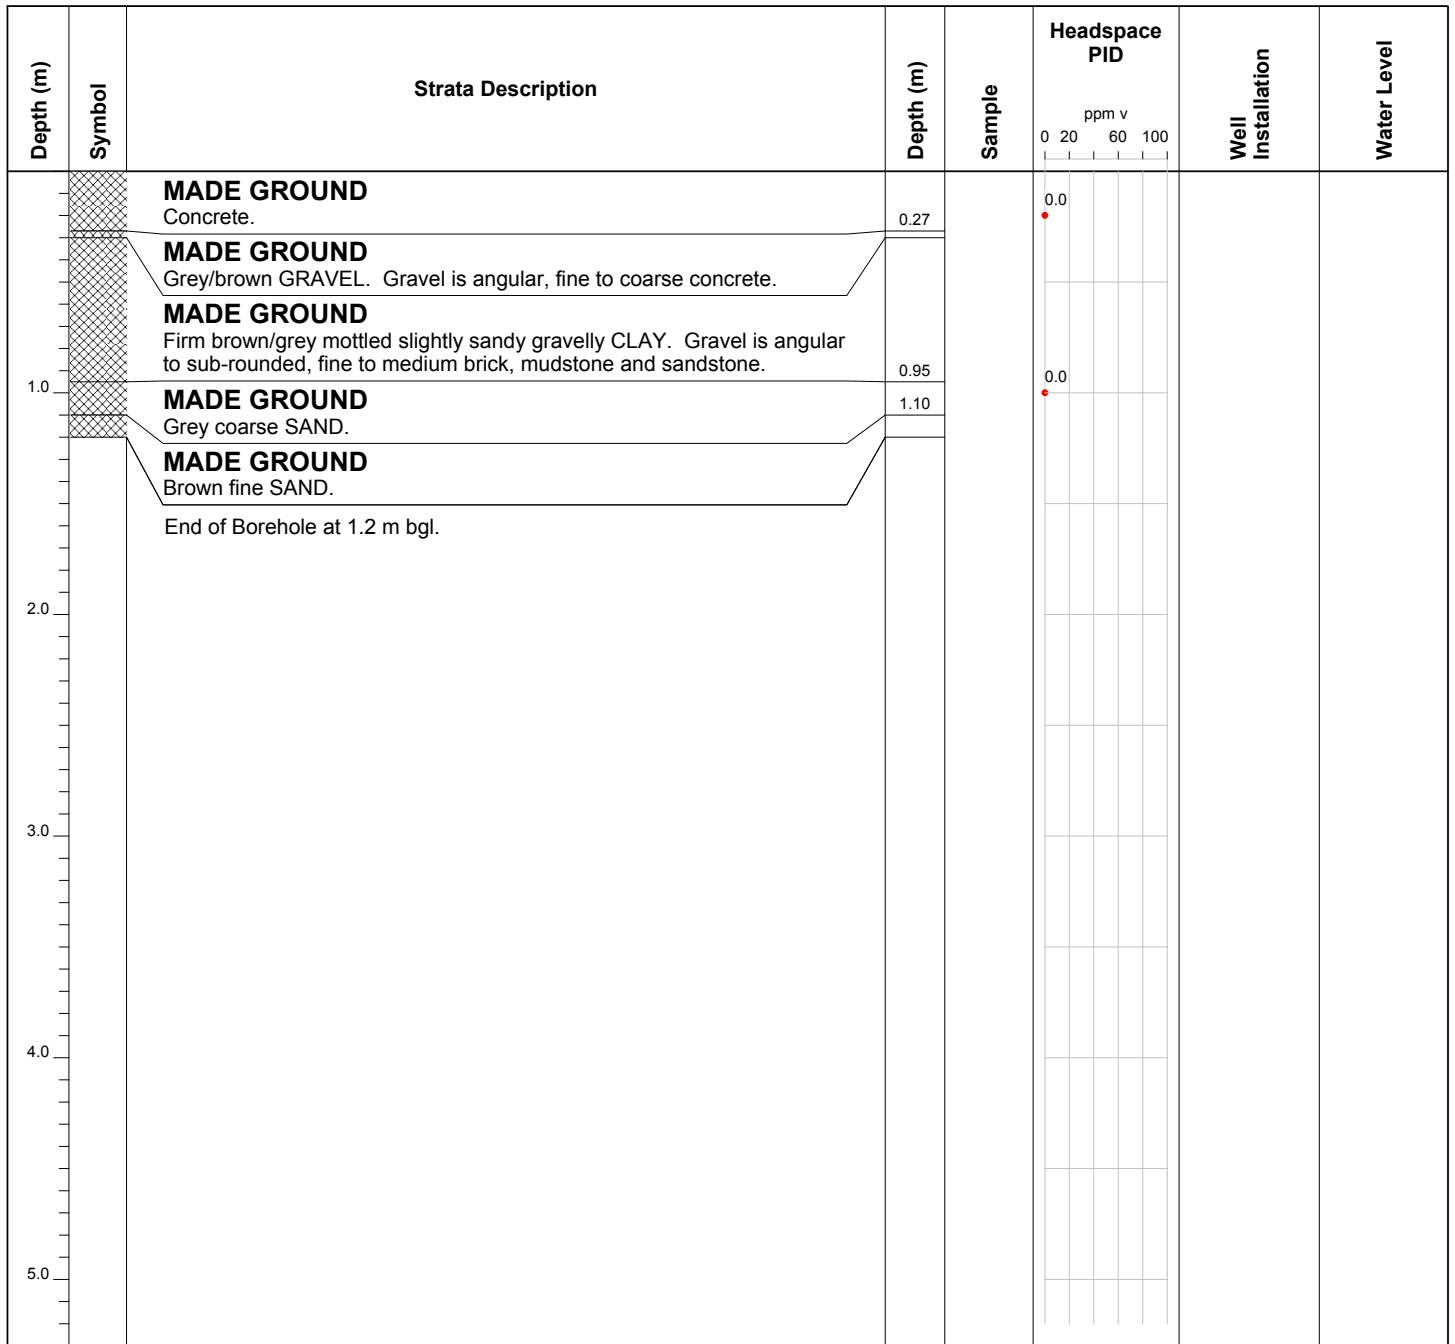 Depth (m)
Symbol
Strata Description
Depth (m)
Sample
Headspace
PID
ppm v
0 20 60 100
Well
Installation
Water Level
MADE GROUND
Concrete.
0.27
0.0
MADE GROUND
Grey/brown GRAVEL.  Gravel is angular, fine to coarse concrete.
MADE GROUND
Firm brown/grey mottled slightly sandy gravelly CLAY.  Gravel is angular
to sub-rounded, fine to medium brick, mudstone and sandstone.
0.95
1.0
0.0
MADE GROUND
Grey coarse SAND.
1.10
MADE GROUND
Brown fine SAND.
End of Borehole at 1.2 m bgl.
2.0
3.0
4.0
5.0